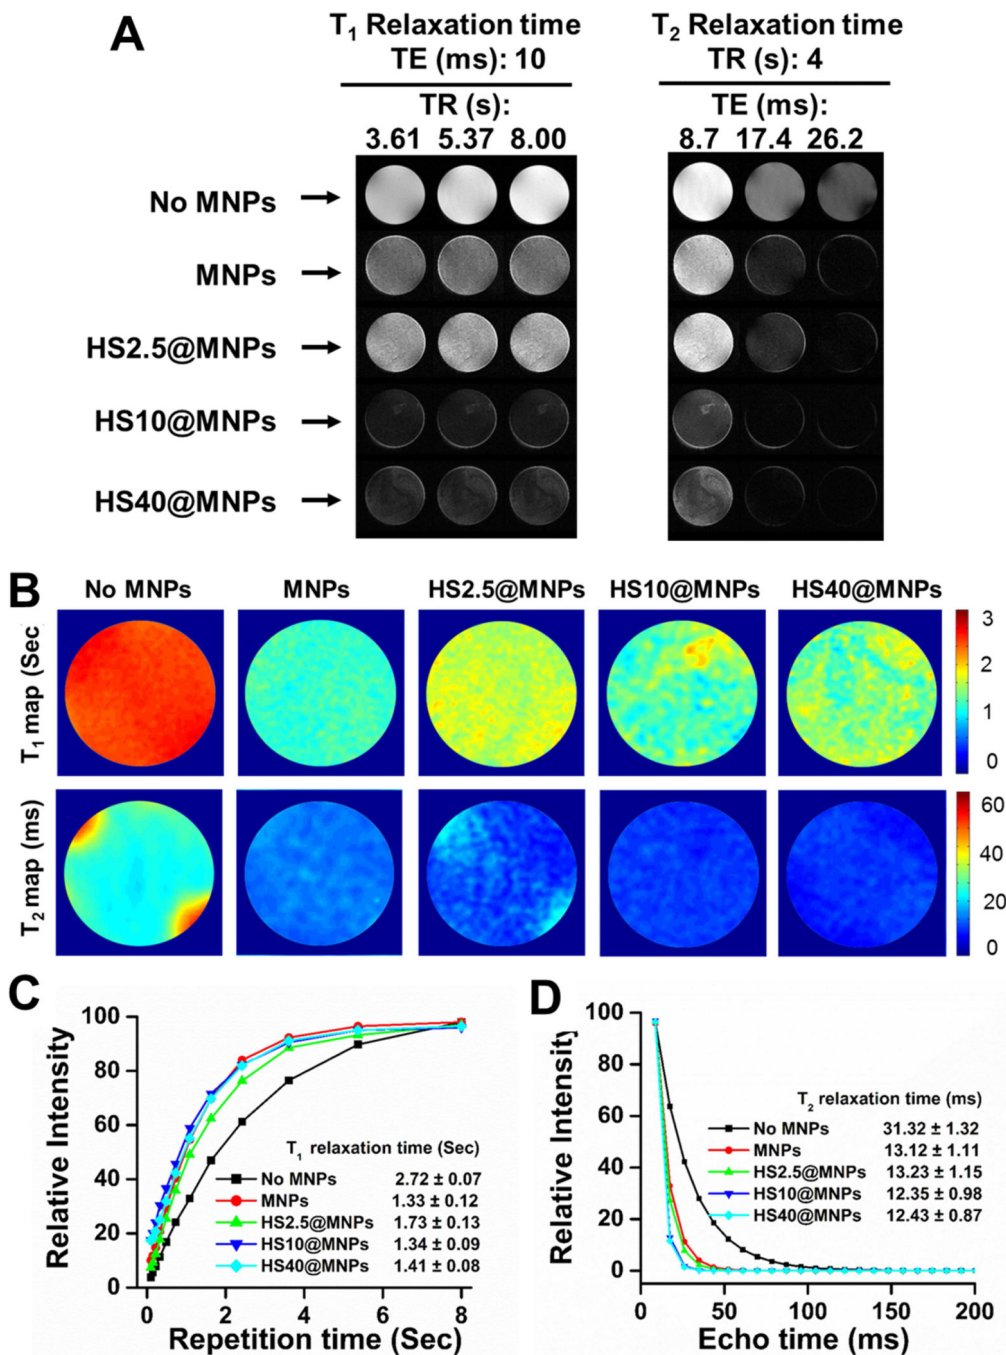 A
T1 Relaxation time
TE (ms): 10
TR (s):
3.61 5.37 8.00
T2 Relaxation time
TR (s): 4
TE (ms):
8.7 17.4 26.2
No MNPs
MNPs
HS2.5@MNPs
HS10@MNPs
HS40@MNPs
B
No MNPs MNPs HS2.5@MNPs HS10@MNPs HS40@MNPs
T1 map (Sec
3
2
1
0
T2 map (ms)
60
40
20
0
C
Relative Intensity
100
80
60
40
20
0
T1 relaxation time (Sec)
No MNPs 2.72 ± 0.07
MNPs 1.33 ± 0.12
HS2.5@MNPs 1.73 ± 0.13
HS10@MNPs 1.34 ± 0.09
HS40@MNPs 1.41 ± 0.08
0 2 4 6 8
Repetition time (Sec)
D
Relative Intensity
100
80
60
40
20
0
T2 relaxation time (ms)
No MNPs 31.32 ± 1.32
MNPs 13.12 ± 1.11
HS2.5@MNPs 13.23 ± 1.15
HS10@MNPs 12.35 ± 0.98
HS40@MNPs 12.43 ± 0.87
0 50 100 150 200
Echo time (ms)